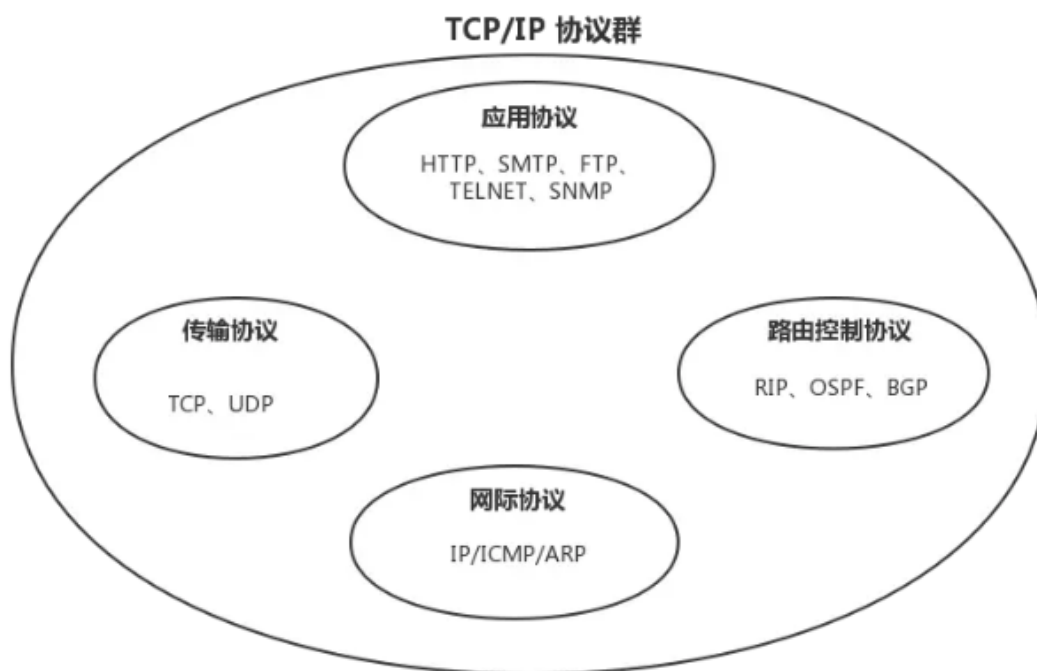 TCP/IP 协议群
应用协议
HTTP、SMTP、FTP、
TELNET、SNMP
传输协议
TCP、UDP
路由控制协议
RIP、OSPF、BGP
网际协议
IP/ICMP/ARP